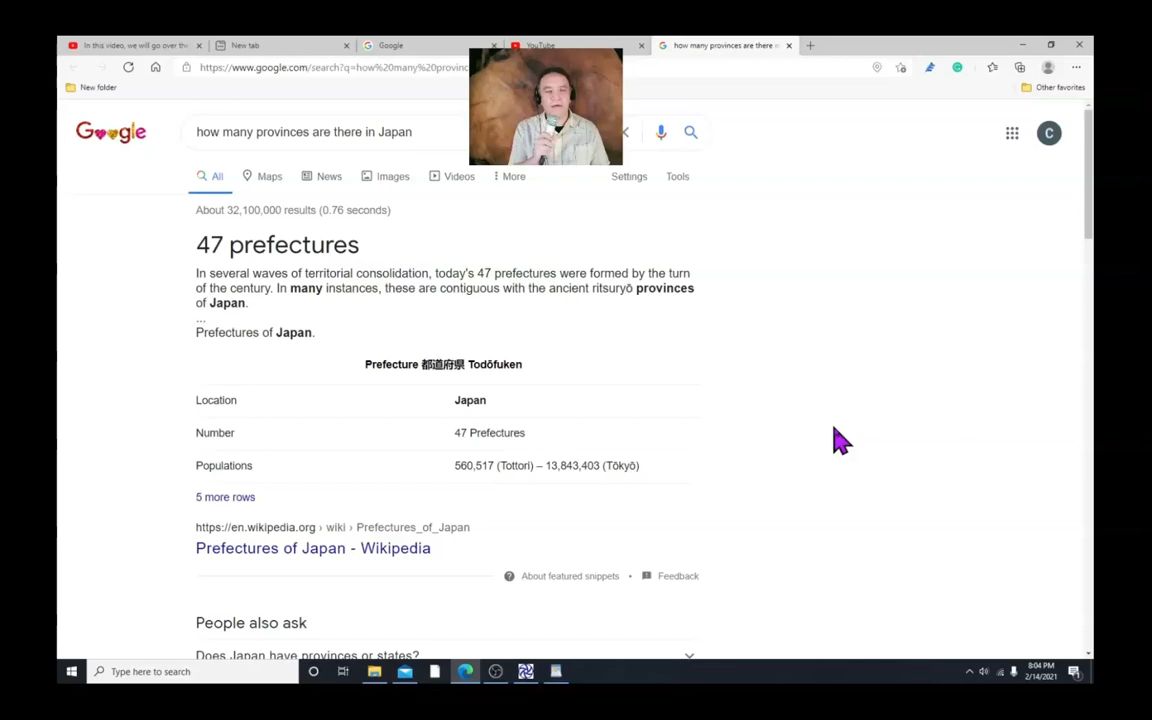 In this video, we will go over the
New tab
Google
YouTube
how many provinces are there
https://www.google.com/search?q=how%20many%20provinc
New folder
Other favorites
Google
how many provinces are there in Japan
C
All
Maps
News
Images
Videos
More
Settings
Tools
About 32,100,000 results (0.76 seconds)
47 prefectures
In several waves of territorial consolidation, today's 47 prefectures were formed by the turn
of the century. In many instances, these are contiguous with the ancient ritsuryō provinces
of Japan.
...
Prefectures of Japan.
Prefecture 都道府県 Todōfuken
Location Japan
Number 47 Prefectures
Populations 560,517 (Tottori) – 13,843,403 (Tōkyō)
5 more rows
https://en.wikipedia.org › wiki › Prefectures_of_Japan
Prefectures of Japan - Wikipedia
About featured snippets • Feedback
People also ask
Does Japan have provinces or states?
Type here to search
8:04 PM
2/14/2021